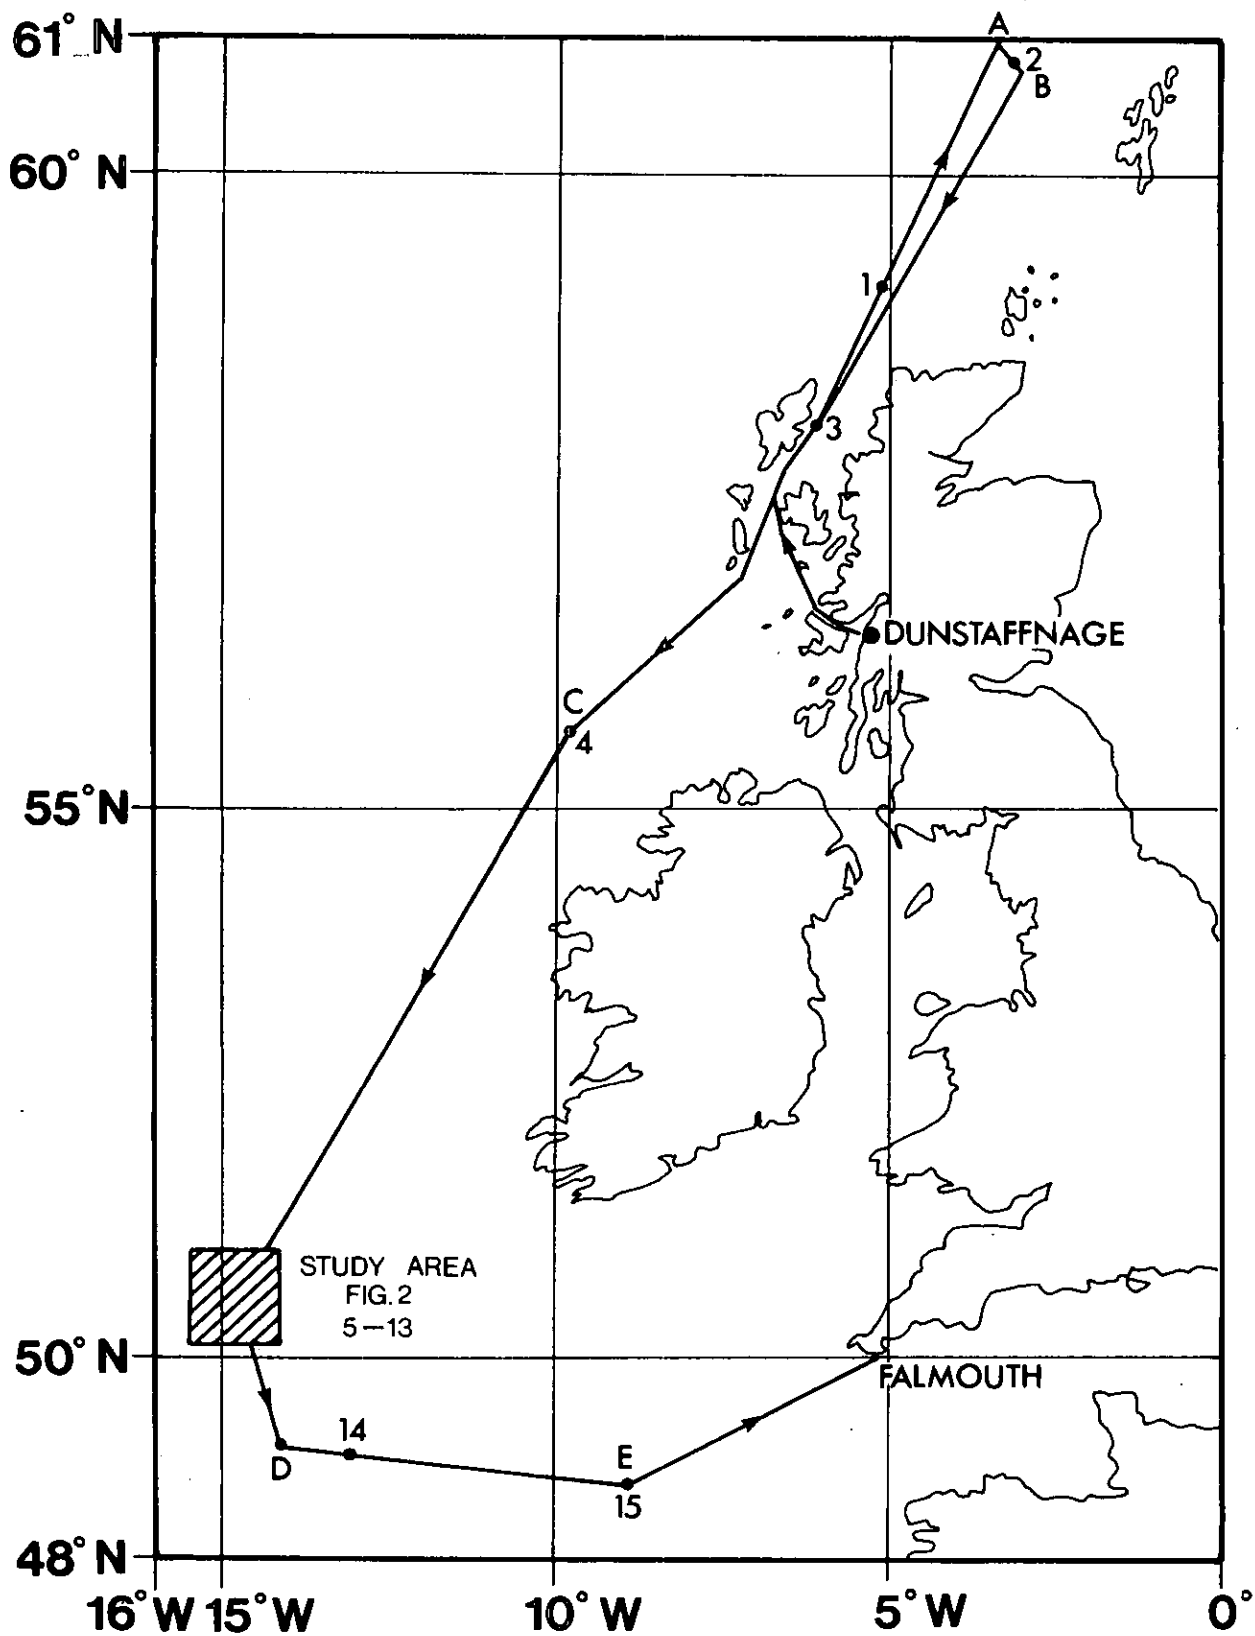 61° N
A
2
B
60° N
1
3
DUNSTAFFNAGE
C
4
55° N
STUDY AREA
FIG. 2
5-13
50° N
FALMOUTH
14
D
E
15
48° N
16° W 15° W 10° W 5° W 0°